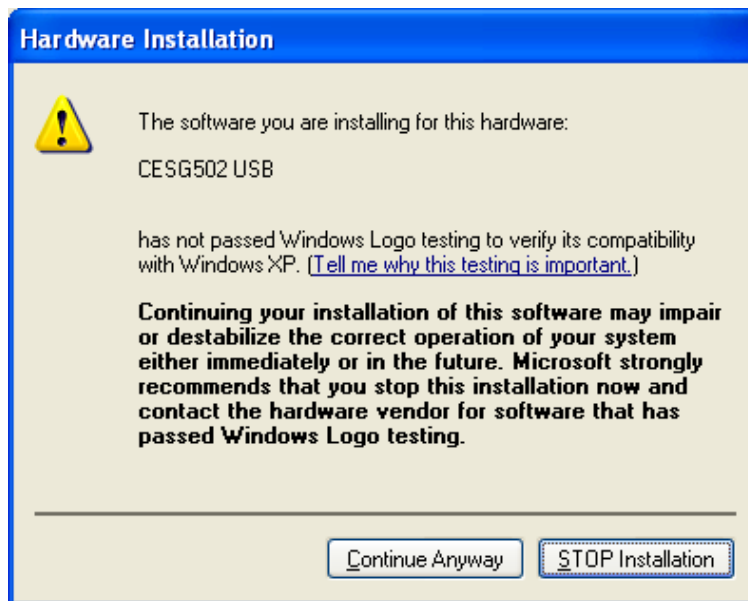 Hardware Installation
The software you are installing for this hardware:
CESG502 USB
has not passed Windows Logo testing to verify its compatibility
with Windows XP. (Tell me why this testing is important.)
Continuing your installation of this software may impair
or destabilize the correct operation of your system
either immediately or in the future. Microsoft strongly
recommends that you stop this installation now and
contact the hardware vendor for software that has
passed Windows Logo testing.
Continue Anyway
STOP Installation